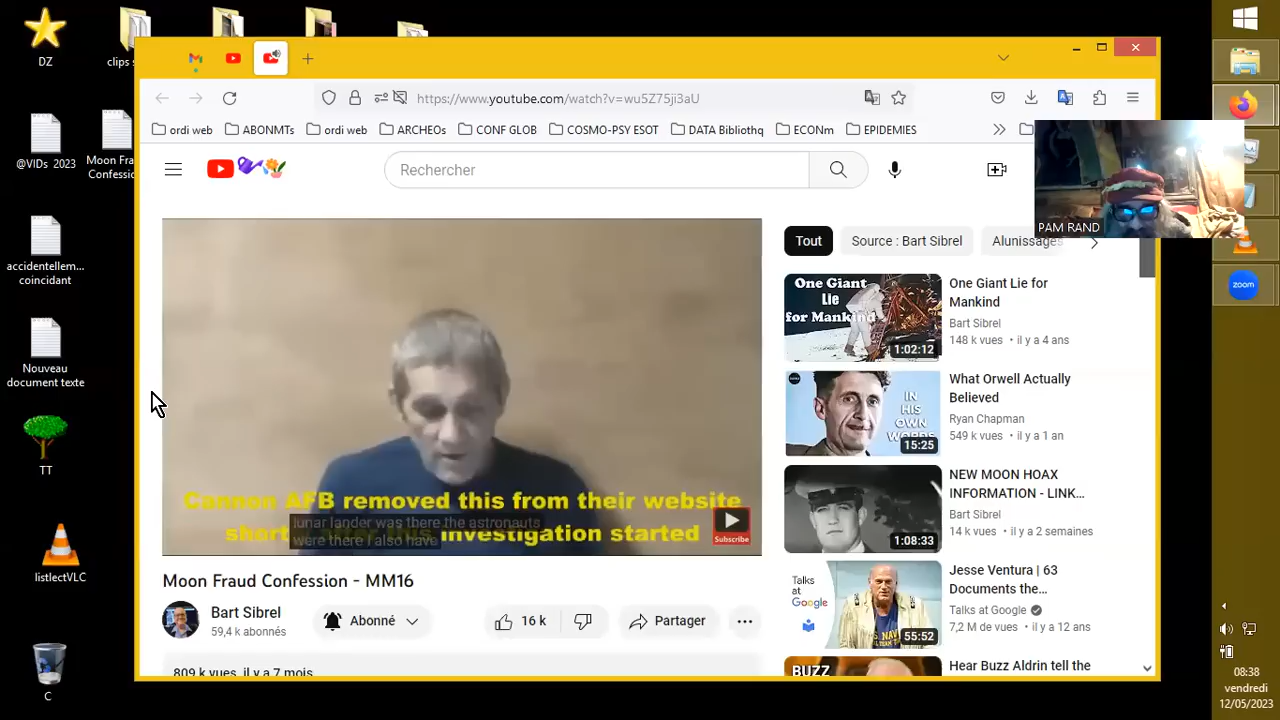 DZ
clips s
@VIDs 2023
Moon Fra
Confessio
accidentellem...
coincidant
Nouveau
document texte
TT
listlectVLC
C
https://www.youtube.com/watch?v=wu5Z75ji3aU
ordi web
ABONMTs
ordi web
ARCHEOs
CONF GLOB
COSMO-PSY ESOT
DATA Bibliothq
ECONm
EPIDEMIES
Rechercher
PAM RAND
Cannon AFB removed this from their website
lunar lander was there the astronauts
were there I also have
short
investigation started
Subscribe
Moon Fraud Confession - MM16
Bart Sibrel
59,4 k abonnés
Abonné
16 k
Partager
809 k vues il y a 7 mois
Tout
Source : Bart Sibrel
Alunissages
One Giant
Lie
for Mankind
1:02:12
One Giant Lie for
Mankind
Bart Sibrel
148 k vues • il y a 4 ans
IN
HIS
OWN
WORDS
15:25
What Orwell Actually
Believed
Ryan Chapman
549 k vues • il y a 1 an
1:08:33
NEW MOON HOAX
INFORMATION - LINK...
Bart Sibrel
14 k vues • il y a 2 semaines
Talks at
Google
U.S. NAV
55:52
Jesse Ventura | 63
Documents the...
Talks at Google
7,2 M de vues • il y a 12 ans
BUZZ
Hear Buzz Aldrin tell the
zoom
08:38
vendredi
12/05/2023